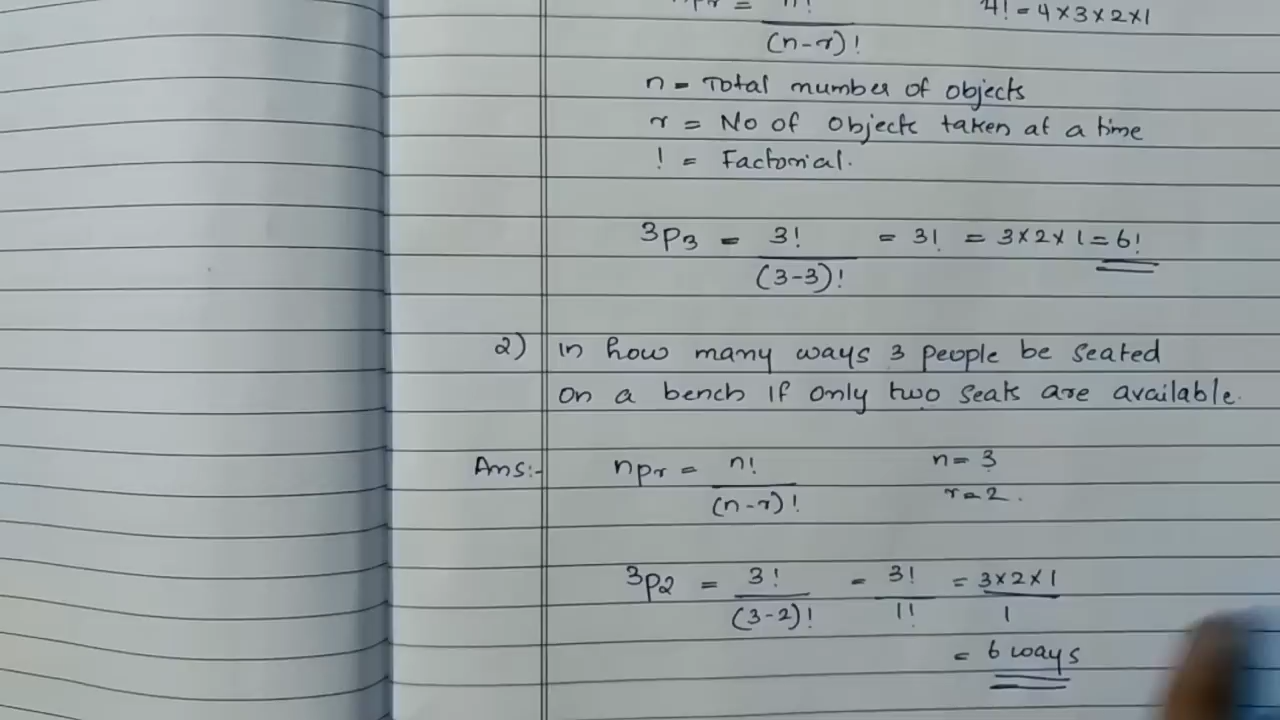 nPr = n!      4! = 4×3×2×1
(n-r)!
n = Total number of objects
r = No of objects taken at a time
! = Factorial.
3P3 = 3! / (3-3)! = 3! = 3×2×1 = 6!
2) In how many ways 3 people be seated
on a bench if only two seats are available.
Ans:- nPr = n! / (n-r)!      n = 3
r = 2.
3P2 = 3! / (3-2)! = 3! / 1! = 3×2×1 / 1
= 6 ways